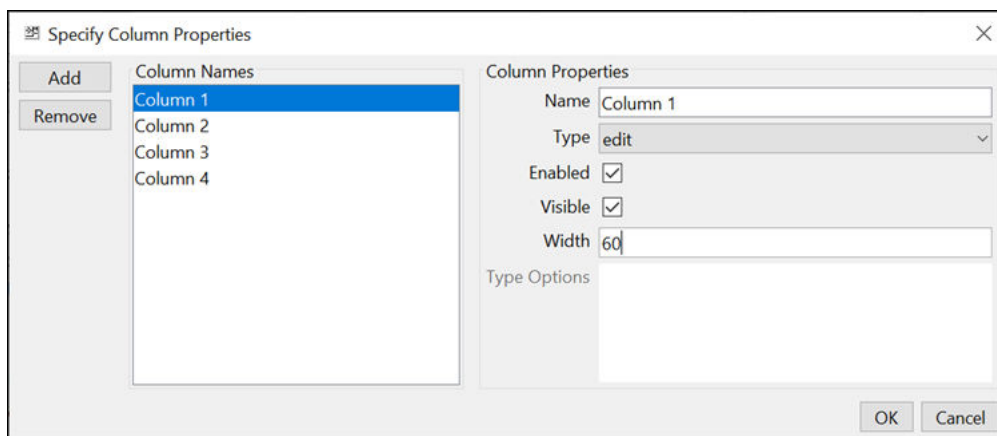 Specify Column Properties
Add
Remove
Column Names
Column 1
Column 2
Column 3
Column 4
Column Properties
Name Column 1
Type edit
Enabled
Visible
Width 60
Type Options
OK Cancel